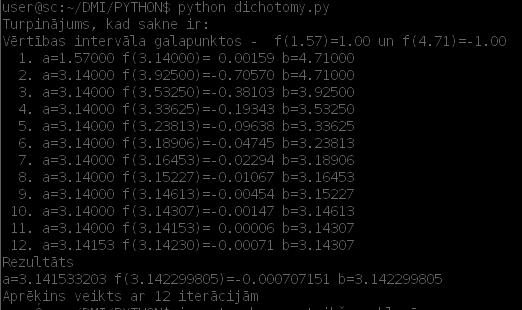 user@sc:~/DMI/PYTHON$ python dichotomy.py
Turpinājums, kad sakne ir:
Vērtības intervāla galapunktos -  f(1.57)=1.00 un f(4.71)=-1.00
1. a=1.57000 f(3.14000)= 0.00159 b=4.71000
2. a=3.14000 f(3.92500)=-0.70570 b=4.71000
3. a=3.14000 f(3.53250)=-0.38103 b=3.92500
4. a=3.14000 f(3.33625)=-0.19343 b=3.53250
5. a=3.14000 f(3.23813)=-0.09638 b=3.33625
6. a=3.14000 f(3.18906)=-0.04745 b=3.23813
7. a=3.14000 f(3.16453)=-0.02294 b=3.18906
8. a=3.14000 f(3.15227)=-0.01067 b=3.16453
9. a=3.14000 f(3.14613)=-0.00454 b=3.15227
10. a=3.14000 f(3.14307)=-0.00147 b=3.14613
11. a=3.14000 f(3.14153)= 0.00006 b=3.14307
12. a=3.14153 f(3.14230)=-0.00071 b=3.14307
Rezultāts
a=3.141533203 f(3.142299805)=-0.000707151 b=3.142299805
Aprēķins veikts ar 12 iterācijām